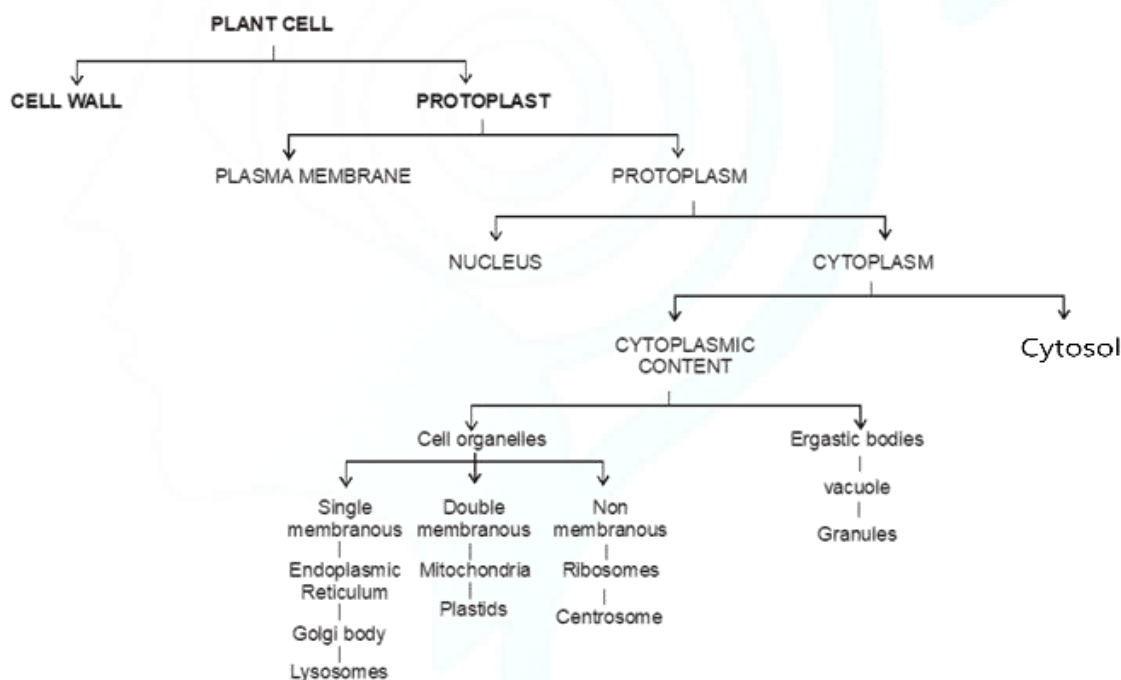 PLANT CELL
CELL WALL
PROTOPLAST
PLASMA MEMBRANE
PROTOPLASM
NUCLEUS
CYTOPLASM
CYTOPLASMIC
CONTENT
Cytosol
Cell organelles
Ergastic bodies
Single
membranous
Endoplasmic
Reticulum
Golgi body
Lysosomes
Double
membranous
Mitochondria
Plastids
Non
membranous
Ribosomes
Centrosome
vacuole
Granules